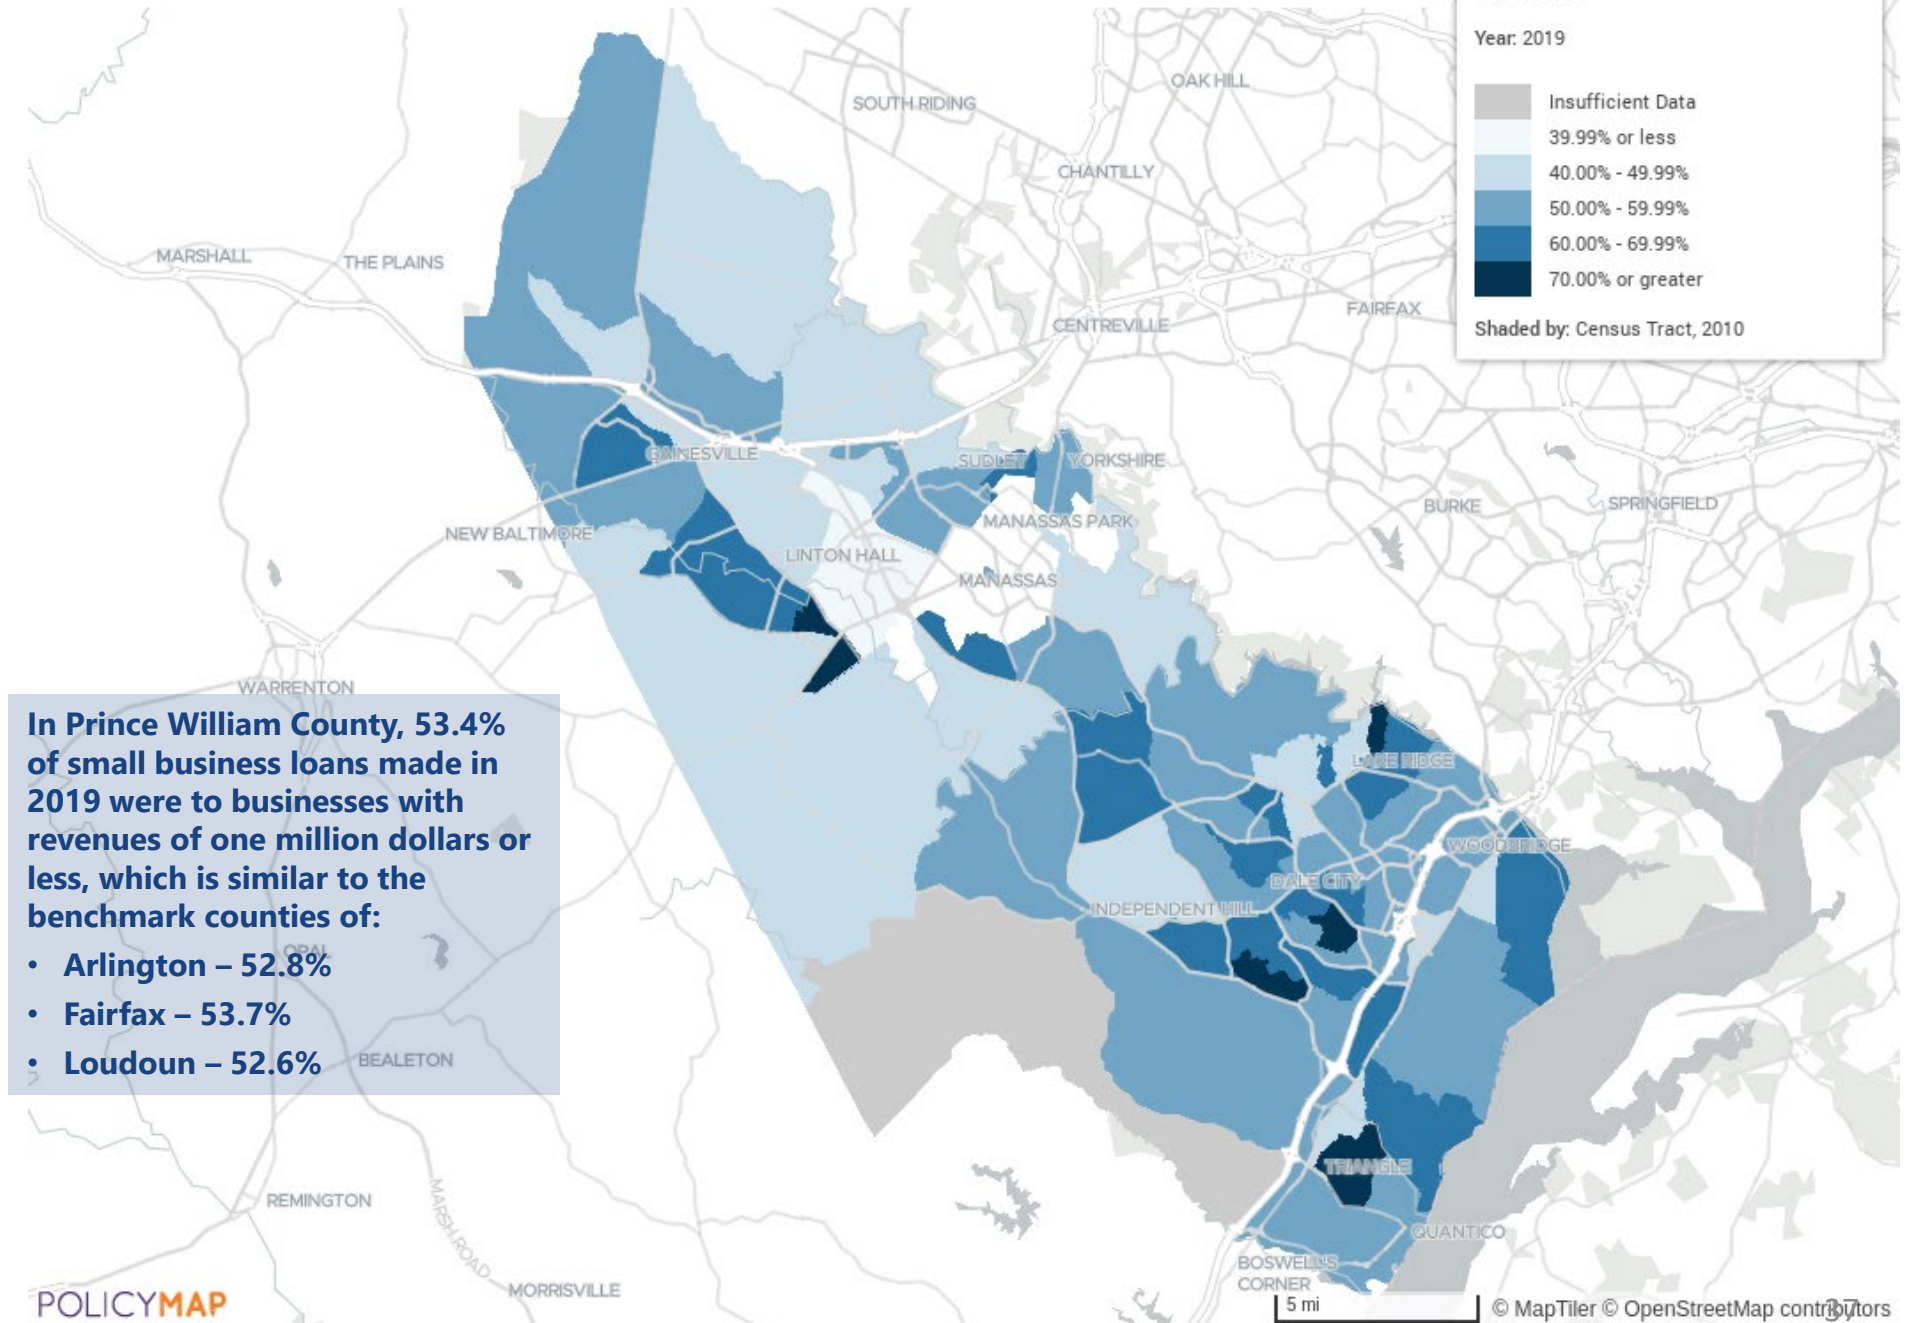 Year: 2019
Insufficient Data
39.99% or less
40.00% - 49.99%
50.00% - 59.99%
60.00% - 69.99%
70.00% or greater
Shaded by: Census Tract, 2010
OAK HILL
SOUTH RIDING
CHANTILLY
MARSHALL
THE PLAINS
FAIRFAX
CENTREVILLE
GAINESVILLE
SUDLEY
YORKSHIRE
BURKE
SPRINGFIELD
MANASSAS PARK
NEW BALTIMORE
LINTON HALL
MANASSAS
WARRENTON
In Prince William County, 53.4%
of small business loans made in
2019 were to businesses with
revenues of one million dollars or
less, which is similar to the
benchmark counties of:
• Arlington – 52.8%
• Fairfax – 53.7%
• Loudoun – 52.6%
OPAL
BEALETON
LAKE RIDGE
WOODBRIDGE
DALE CITY
INDEPENDENT HILL
TRIANGLE
REMINGTON
MARSH ROAD
QUANTICO
BOSWELL'S
CORNER
MORRISVILLE
POLICYMAP
5 mi
© MapTiler © OpenStreetMap contributors
37